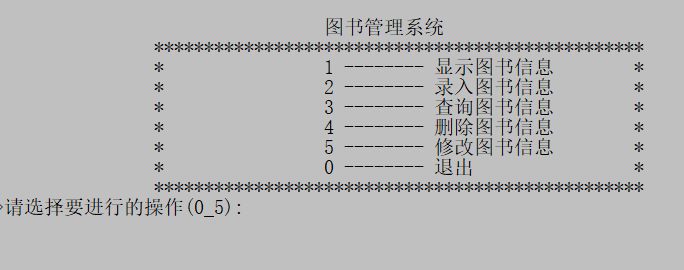 图书管理系统
*************************************************
* 1 -------- 显示图书信息 *
* 2 -------- 录入图书信息 *
* 3 -------- 查询图书信息 *
* 4 -------- 删除图书信息 *
* 5 -------- 修改图书信息 *
* 0 -------- 退出 *
*************************************************
>请选择要进行的操作(0_5):